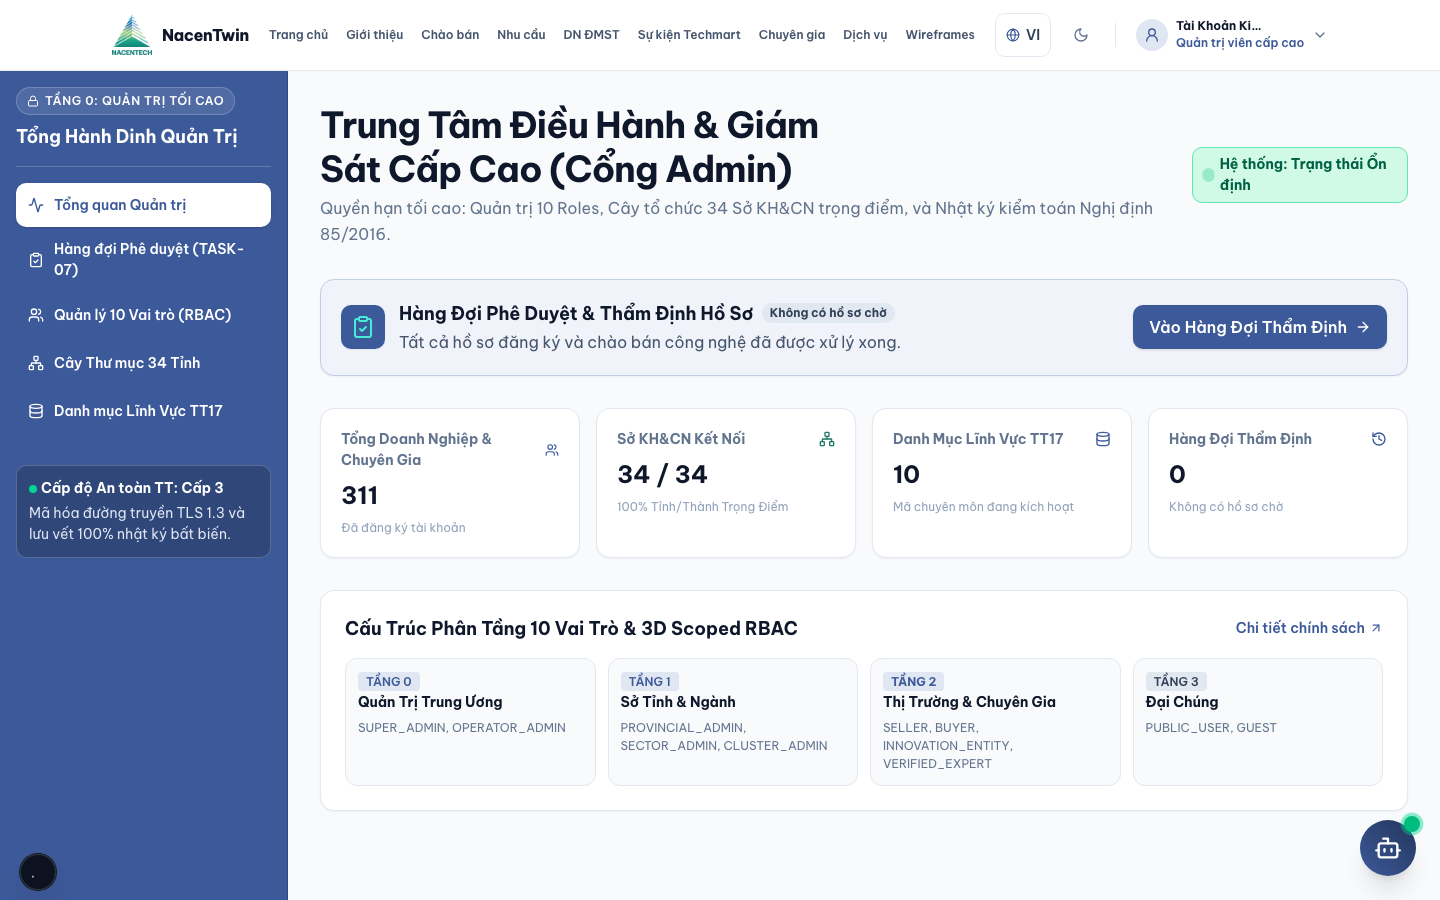 NACENTECH
NacenTwin
Trang chủ
Giới thiệu
Chào bán
Nhu cầu
DN ĐMST
Sự kiện Techmart
Chuyên gia
Dịch vụ
Wireframes
VI
Tài Khoản Ki...
Quản trị viên cấp cao
TẦNG 0: QUẢN TRỊ TỐI CAO
Tổng Hành Dinh Quản Trị
Tổng quan Quản trị
Hàng đợi Phê duyệt (TASK-
07)
Quản lý 10 Vai trò (RBAC)
Cây Thư mục 34 Tỉnh
Danh mục Lĩnh Vực TT17
Cấp độ An toàn TT: Cấp 3
Mã hóa đường truyền TLS 1.3 và
lưu vết 100% nhật ký bất biến.
Trung Tâm Điều Hành & Giám
Sát Cấp Cao (Cổng Admin)
Quyền hạn tối cao: Quản trị 10 Roles, Cây tổ chức 34 Sở KH&CN trọng điểm, và Nhật ký kiểm toán Nghị định
85/2016.
Hệ thống: Trạng thái Ổn
định
Hàng Đợi Phê Duyệt & Thẩm Định Hồ Sơ
Không có hồ sơ chờ
Tất cả hồ sơ đăng ký và chào bán công nghệ đã được xử lý xong.
Vào Hàng Đợi Thẩm Định
Tổng Doanh Nghiệp &
Chuyên Gia
311
Đã đăng ký tài khoản
Sở KH&CN Kết Nối
34 / 34
100% Tỉnh/Thành Trọng Điểm
Danh Mục Lĩnh Vực TT17
10
Mã chuyên môn đang kích hoạt
Hàng Đợi Thẩm Định
0
Không có hồ sơ chờ
Cấu Trúc Phân Tầng 10 Vai Trò & 3D Scoped RBAC
Chi tiết chính sách
TẦNG 0
Quản Trị Trung Ương
SUPER_ADMIN, OPERATOR_ADMIN
TẦNG 1
Sở Tỉnh & Ngành
PROVINCIAL_ADMIN,
SECTOR_ADMIN, CLUSTER_ADMIN
TẦNG 2
Thị Trường & Chuyên Gia
SELLER, BUYER,
INNOVATION_ENTITY,
VERIFIED_EXPERT
TẦNG 3
Đại Chúng
PUBLIC_USER, GUEST